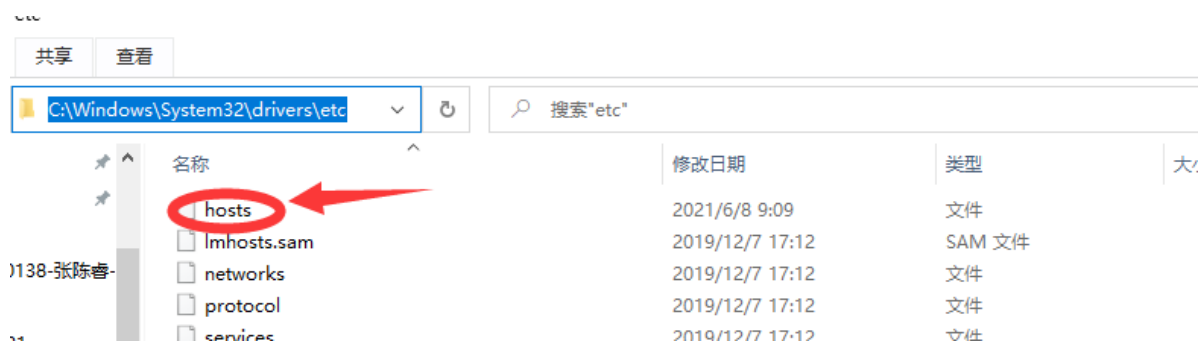 etc
共享 查看
C:\Windows\System32\drivers\etc 搜索"etc"
名称 修改日期 类型
hosts 2021/6/8 9:09 文件
lmhosts.sam 2019/12/7 17:12 SAM 文件
networks 2019/12/7 17:12 文件
0138-张陈睿-
protocol 2019/12/7 17:12 文件
services 2019/12/7 17:12 文件